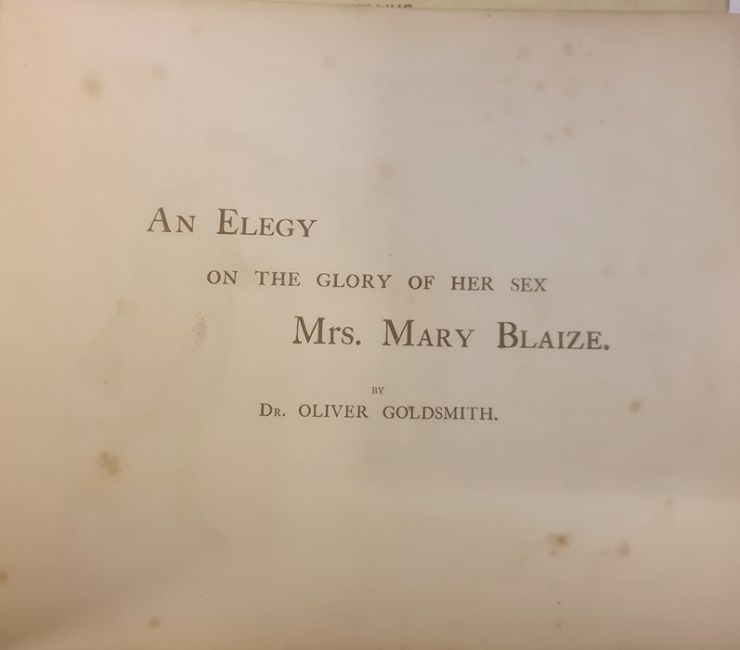 An Elegy
on the glory of her sex
Mrs. Mary Blaize.
by
Dr. OLIVER GOLDSMITH.